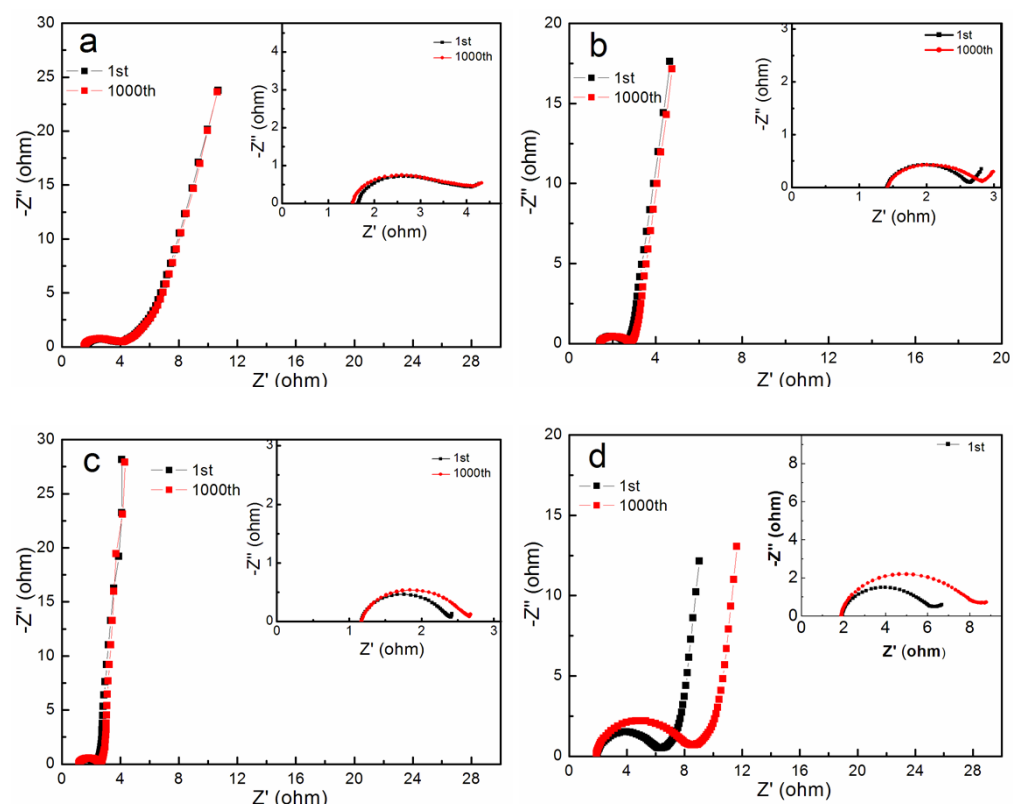 a
1st
1000th
30
25
20
15
10
5
0
-Z" (ohm)
0 4 8 12 16 20 24 28
Z' (ohm)
1st
1000th
4
3
2
1
0
-Z" (ohm)
0 1 2 3 4
Z' (ohm)
b
1st
1000th
20
15
10
5
0
-Z" (ohm)
0 4 8 12 16 20
Z' (ohm)
1st
1000th
3
2
1
0
-Z" (ohm)
0 1 2 3
Z' (ohm)
c
1st
1000th
30
25
20
15
10
5
0
-Z" (ohm)
0 4 8 12 16 20 24 28
Z' (ohm)
1st
1000th
3
2
1
0
-Z" (ohm)
0 1 2 3
Z' (ohm)
d
1st
1000th
20
15
10
5
0
-Z" (ohm)
0 4 8 12 16 20 24 28
Z' (ohm)
1st
8
6
4
2
0
-Z" (ohm)
0 2 4 6 8
Z' (ohm)